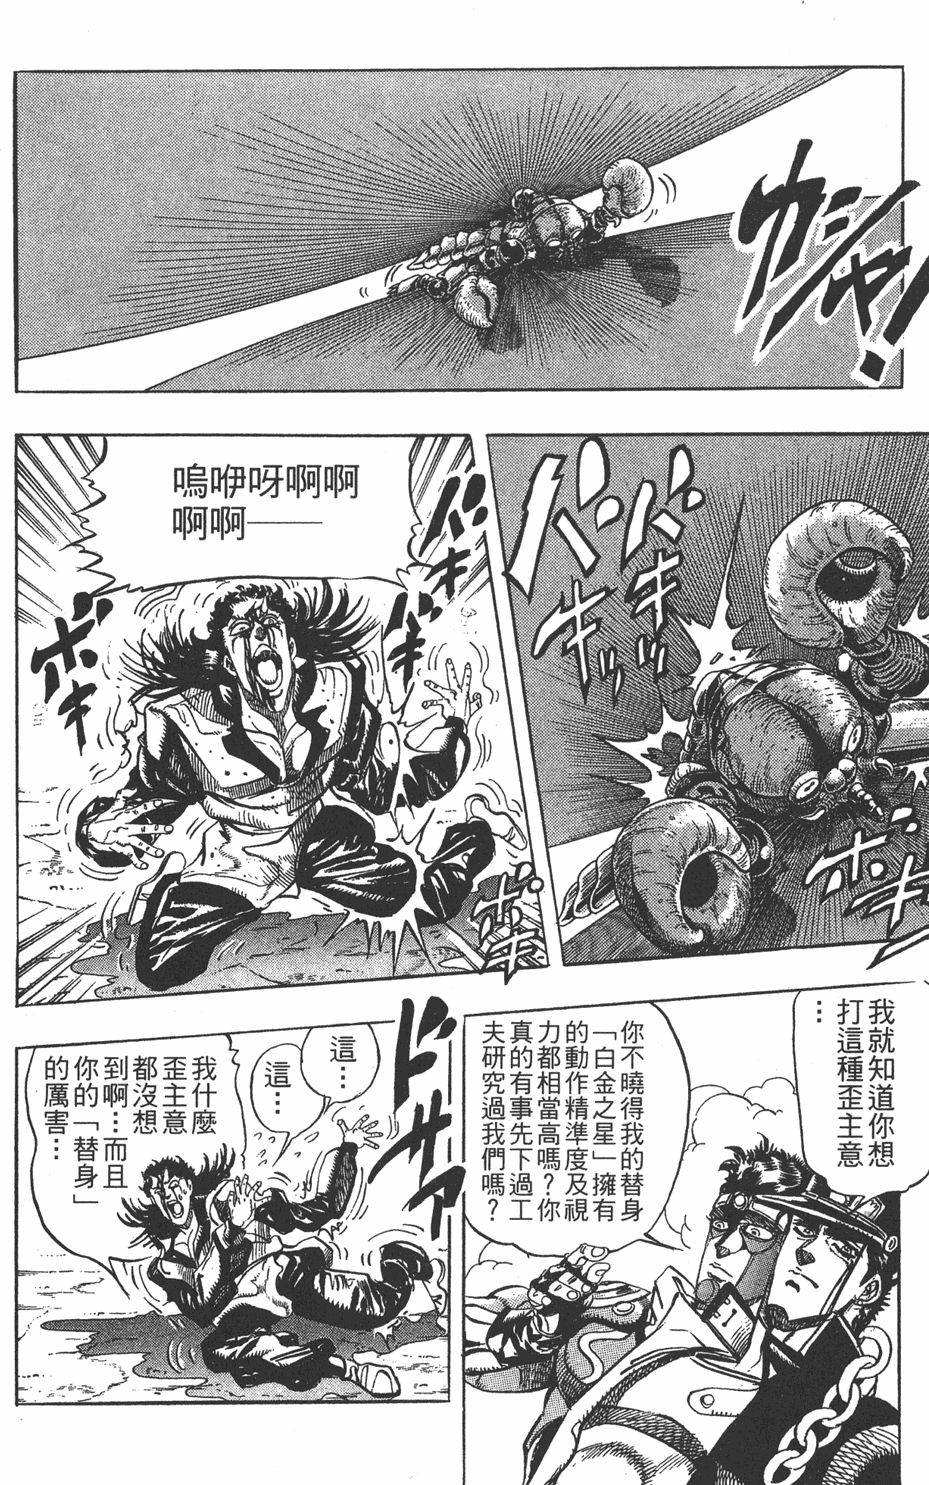 カシャ！
バキッ
バキッ
ボキ
嗚咿呀啊啊
啊啊——
バキ
ボキ
ボキ
我就知道你想
打這種歪主意
…
你不曉得我的替身
「白金之星」擁有
的動作精準度及視
力都相當高嗎？你
真的有事先下過工
夫研究過我們嗎？
ドサァ
這…
這…
我什麼
歪主意
都沒想
到啊…而且
你的「替身」
的厲害…